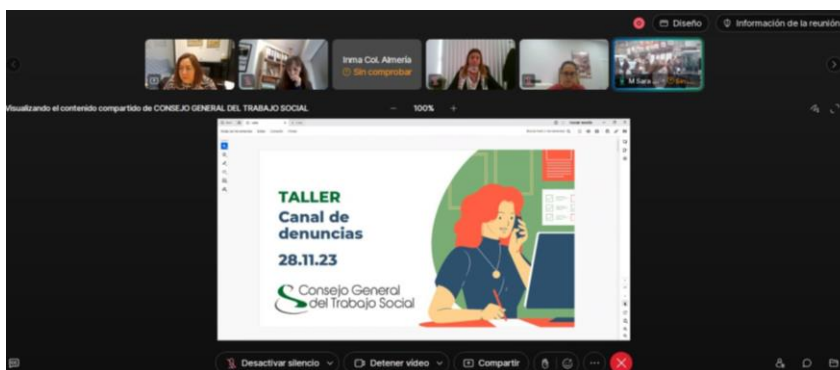 Diseño
Información de la reunión
Inma Col. Almería
Sin comprobar
M Sara
Visualizando el contenido compartido de CONSEJO GENERAL DEL TRABAJO SOCIAL
100%
TALLER
Canal de
denuncias
28.11.23
Consejo General
del Trabajo Social
Desactivar silencio
Detener vídeo
Compartir